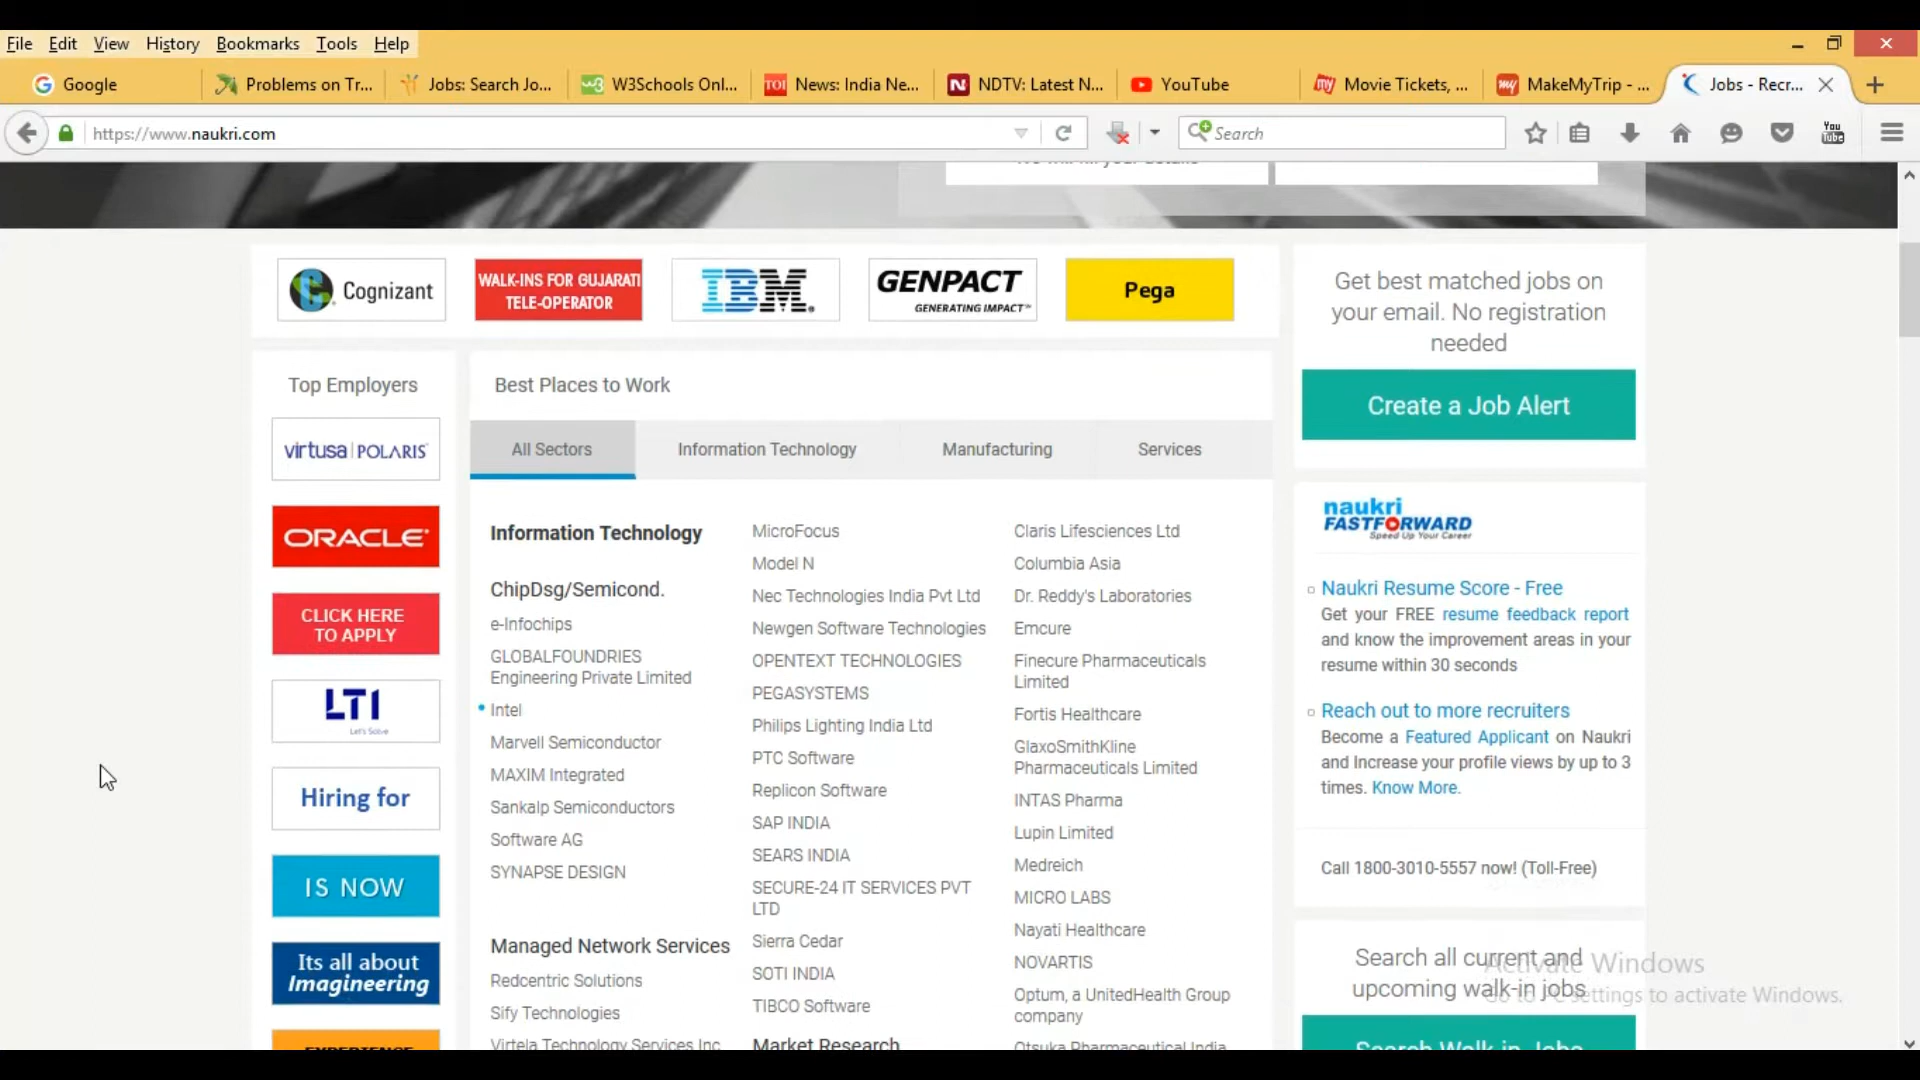 File Edit View History Bookmarks Tools Help
Google
Problems on Tr...
Jobs: Search Jo...
W3Schools Onl...
TOI News: India Ne...
NDTV: Latest N...
YouTube
my Movie Tickets, ...
my MakeMyTrip - ...
Jobs - Recr...
https://www.naukri.com
Search
You Tube
Cognizant
WALK-INS FOR GUJARATI
TELE-OPERATOR
IBM
GENPACT
GENERATING IMPACT™
Pega
Top Employers
virtusa | POLARIS
ORACLE
CLICK HERE
TO APPLY
LTI
Let's Solve
Hiring for
IS NOW
Its all about
Imagineering
Best Places to Work
All Sectors
Information Technology
Manufacturing
Services
Information Technology
ChipDsg/Semicond.
e-Infochips
GLOBALFOUNDRIES
Engineering Private Limited
Intel
Marvell Semiconductor
MAXIM Integrated
Sankalp Semiconductors
Software AG
SYNAPSE DESIGN
Managed Network Services
Redcentric Solutions
Sify Technologies
Virtela Technology Services Inc
MicroFocus
Model N
Nec Technologies India Pvt Ltd
Newgen Software Technologies
OPENTEXT TECHNOLOGIES
PEGASYSTEMS
Philips Lighting India Ltd
PTC Software
Replicon Software
SAP INDIA
SEARS INDIA
SECURE-24 IT SERVICES PVT
LTD
Sierra Cedar
SOTI INDIA
TIBCO Software
Market Research
Claris Lifesciences Ltd
Columbia Asia
Dr. Reddy's Laboratories
Emcure
Finecure Pharmaceuticals
Limited
Fortis Healthcare
GlaxoSmithKline
Pharmaceuticals Limited
INTAS Pharma
Lupin Limited
Medreich
MICRO LABS
Nayati Healthcare
NOVARTIS
Optum, a UnitedHealth Group
company
Otsuka Pharmaceutical India
Get best matched jobs on
your email. No registration
needed
Create a Job Alert
naukri
FASTFORWARD
Speed Up Your Career
Naukri Resume Score - Free
Get your FREE resume feedback report
and know the improvement areas in your
resume within 30 seconds
Reach out to more recruiters
Become a Featured Applicant on Naukri
and Increase your profile views by up to 3
times. Know More.
Call 1800-3010-5557 now! (Toll-Free)
Search all current and
upcoming walk-in jobs
Search Walk-in Jobs
Activate Windows
Go to PC settings to activate Windows.